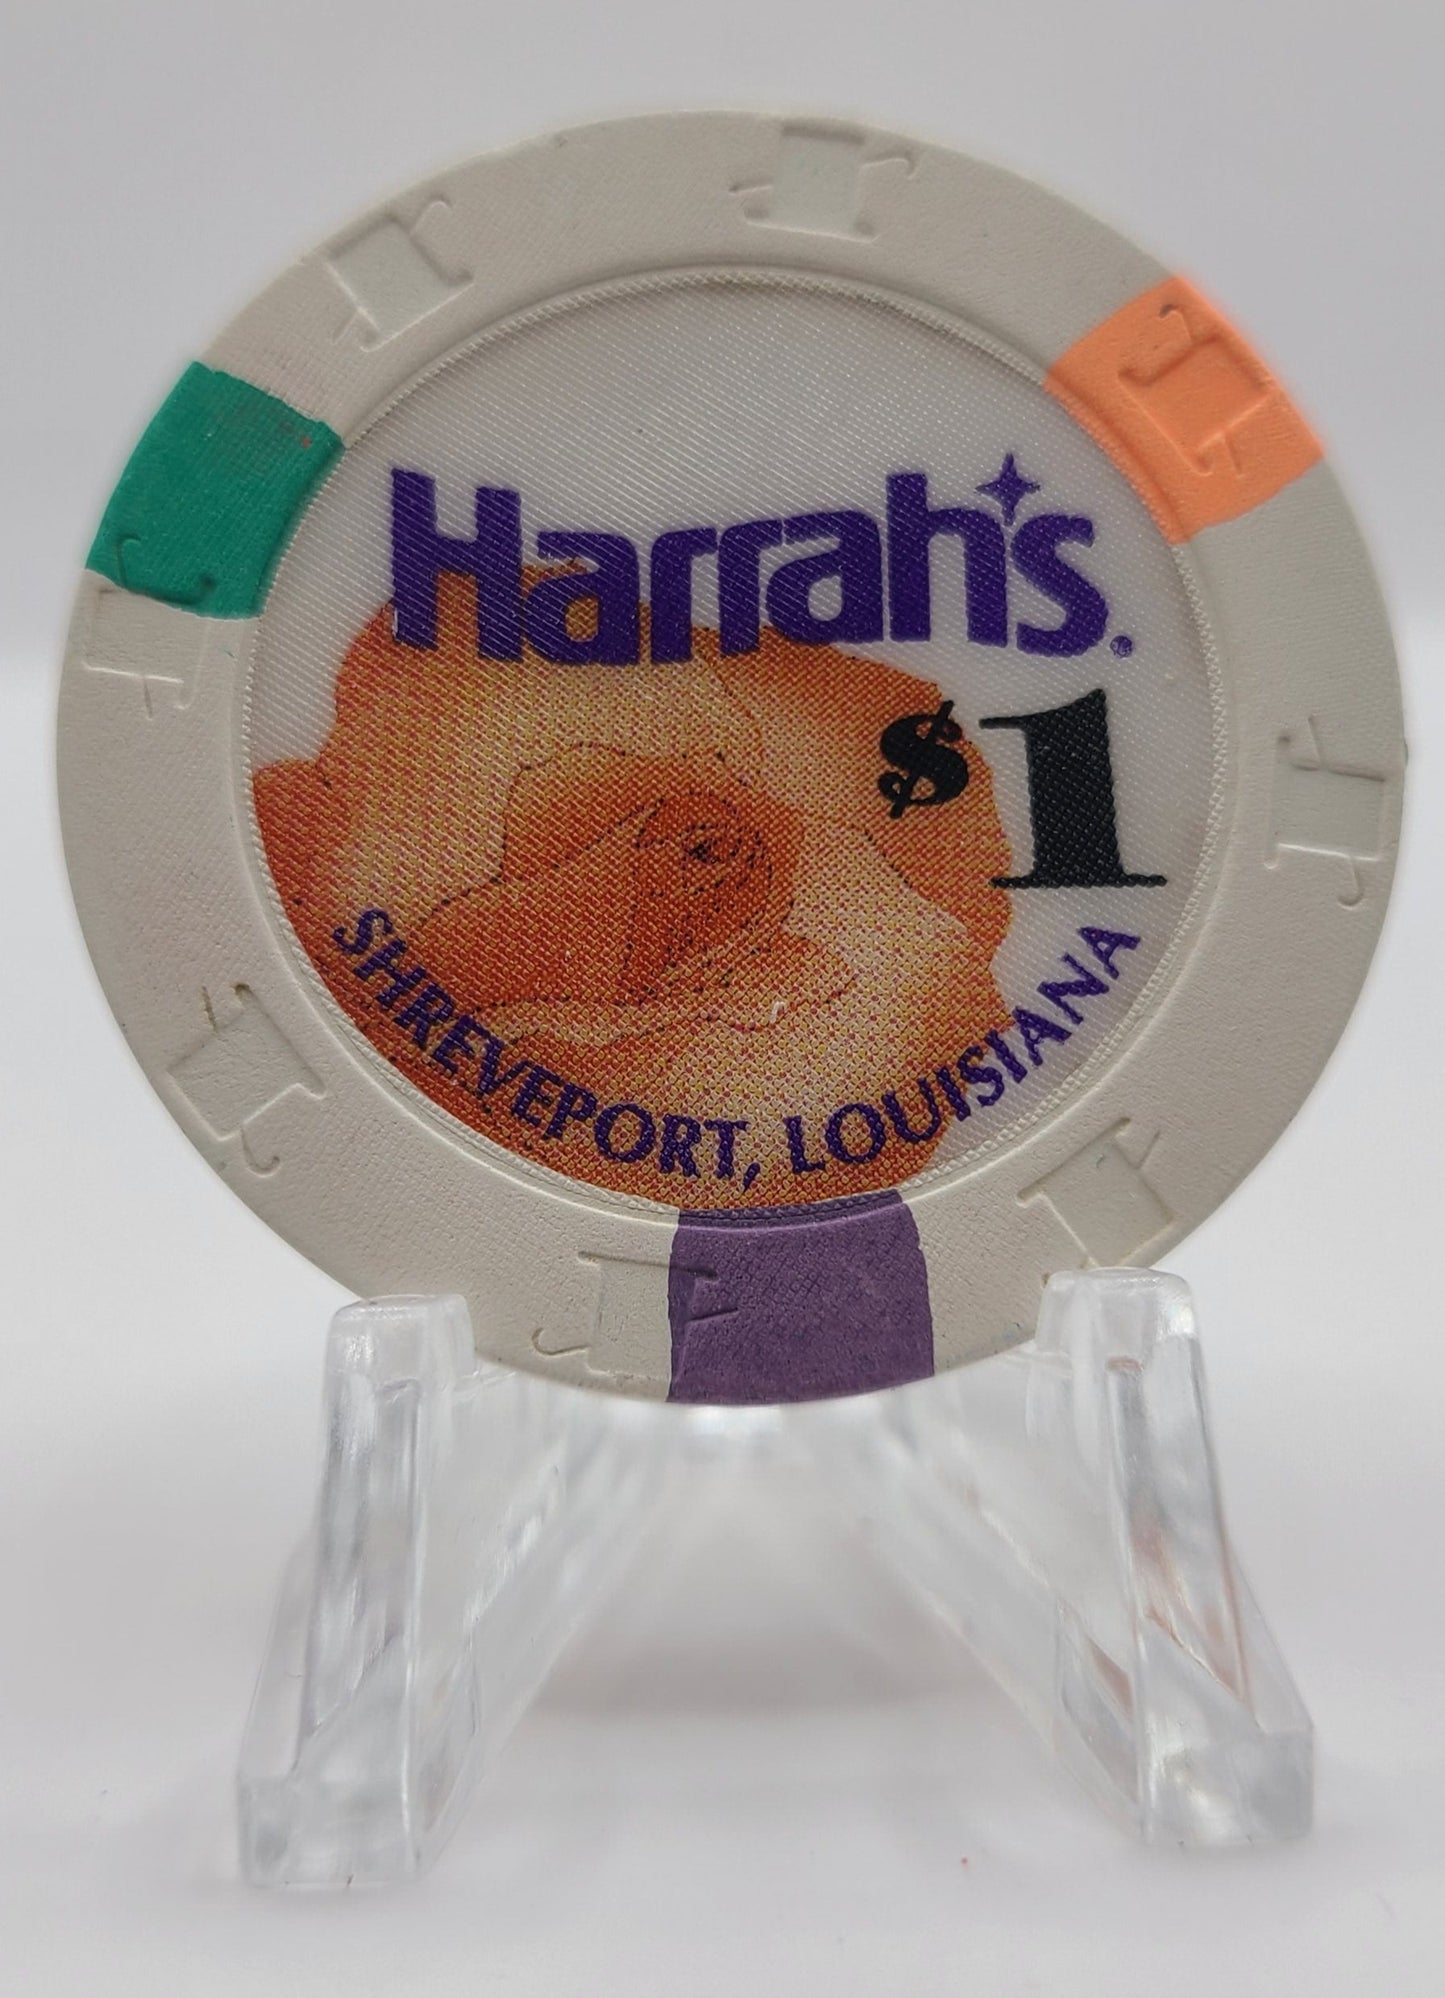 Harrah's®
$1
SHREVEPORT, LOUISIANA